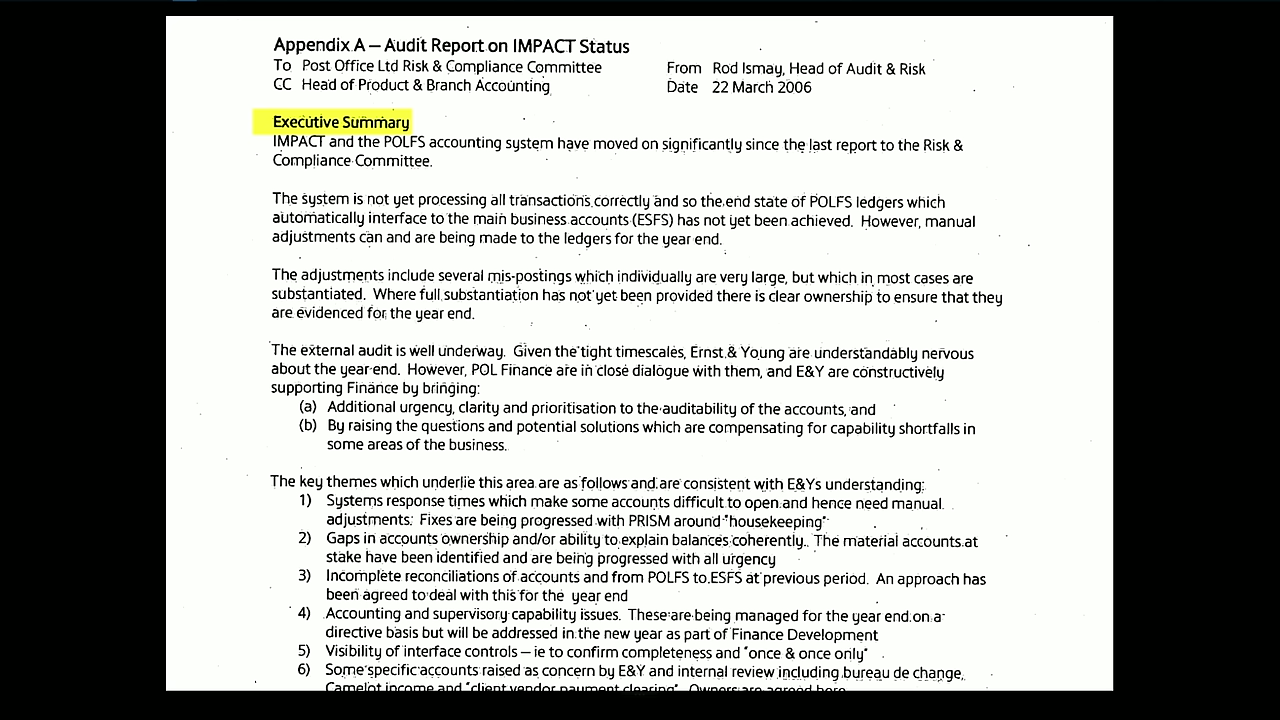 Appendix A – Audit Report on IMPACT Status
To Post Office Ltd Risk & Compliance Committee From Rod Ismay, Head of Audit & Risk
CC Head of Product & Branch Accounting Date 22 March 2006
Executive Summary
IMPACT and the POLFS accounting system have moved on significantly since the last report to the Risk &
Compliance Committee.
The system is not yet processing all transactions correctly and so the end state of POLFS ledgers which
automatically interface to the main business accounts (ESFS) has not yet been achieved. However, manual
adjustments can and are being made to the ledgers for the year end.
The adjustments include several mis-postings which individually are very large, but which in most cases are
substantiated. Where full substantiation has not yet been provided there is clear ownership to ensure that they
are evidenced for the year end.
The external audit is well underway. Given the tight timescales, Ernst & Young are understandably nervous
about the year end. However, POL Finance are in close dialogue with them, and E&Y are constructively
supporting Finance by bringing:
(a) Additional urgency, clarity and prioritisation to the auditability of the accounts, and
(b) By raising the questions and potential solutions which are compensating for capability shortfalls in
some areas of the business.
The key themes which underlie this area are as follows and are consistent with E&Ys understanding:
1) Systems response times which make some accounts difficult to open and hence need manual
adjustments. Fixes are being progressed with PRISM around "housekeeping"
2) Gaps in accounts ownership and/or ability to explain balances coherently. The material accounts at
stake have been identified and are being progressed with all urgency
3) Incomplete reconciliations of accounts and from POLFS to ESFS at previous period. An approach has
been agreed to deal with this for the year end
4) Accounting and supervisory capability issues. These are being managed for the year end on a
directive basis but will be addressed in the new year as part of Finance Development
5) Visibility of interface controls – ie to confirm completeness and "once & once only"
6) Some specific accounts raised as concern by E&Y and internal review including bureau de change,
Camelot income and "client vendor payment clearing". Owners are agreed here